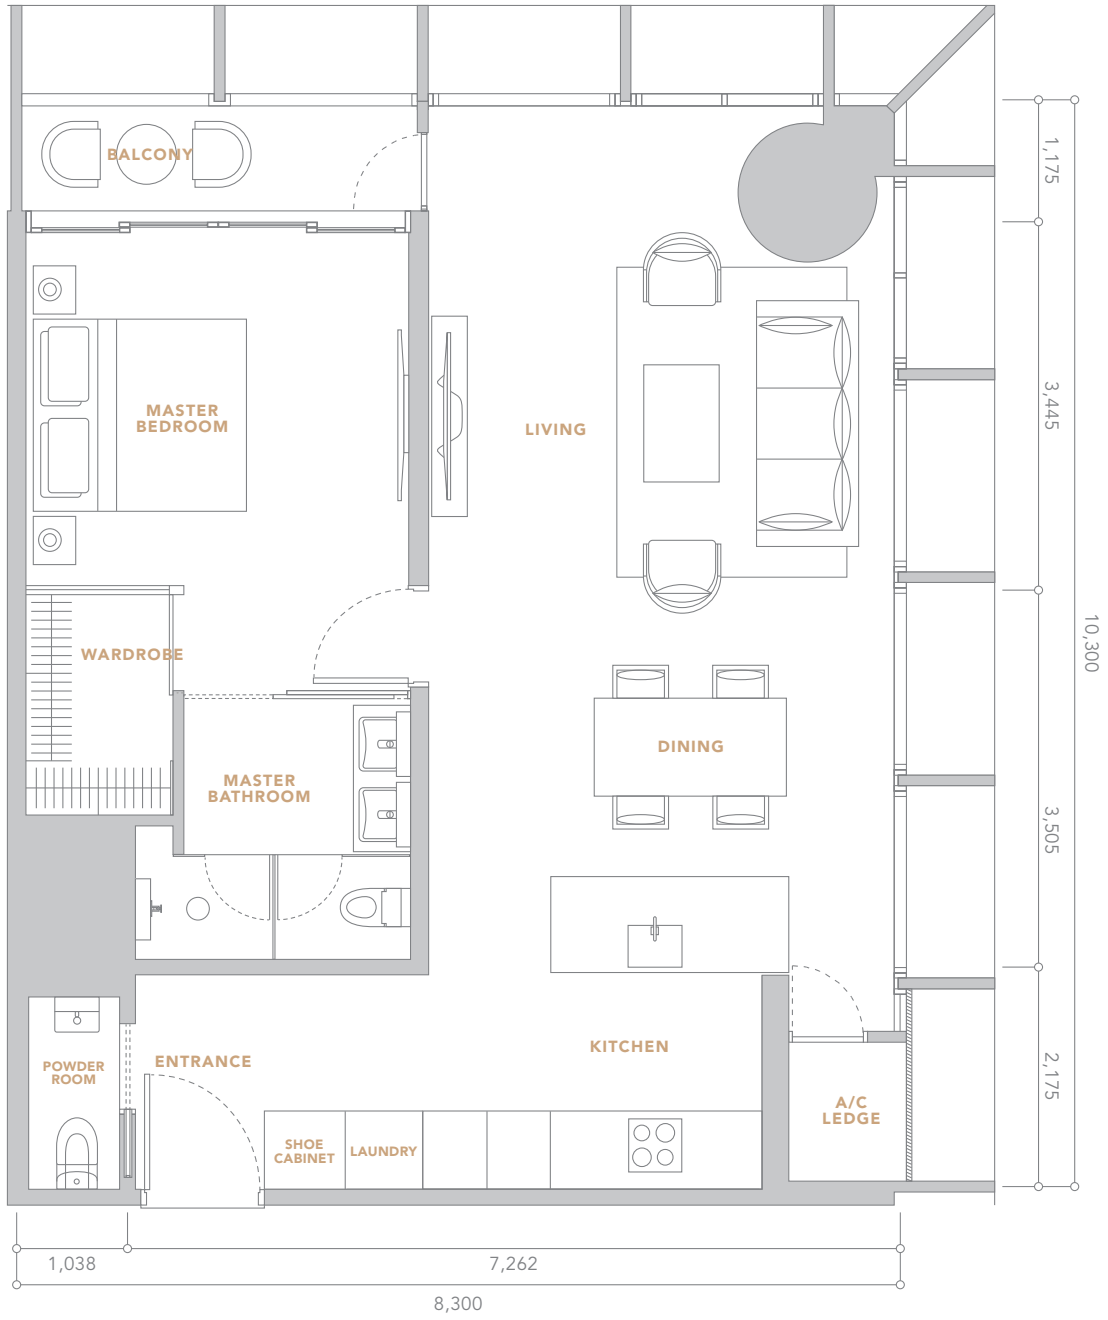 BALCONY
1,175
MASTER
BEDROOM
LIVING
3,445
WARDROBE
10,300
DINING
MASTER
BATHROOM
3,505
ENTRANCE
KITCHEN
POWDER
ROOM
2,175
A/C
LEDGE
SHOE
CABINET
LAUNDRY
1,038
7,262
8,300